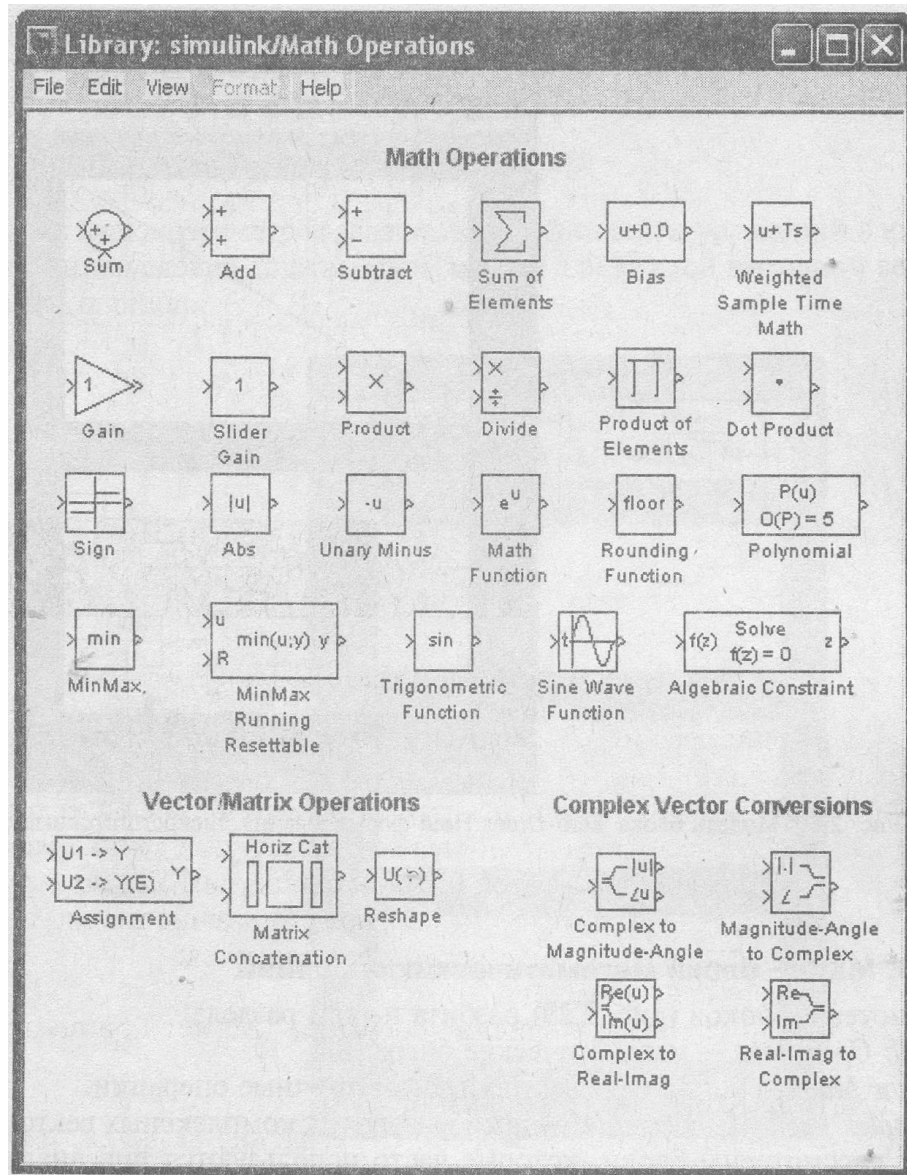 Library: simulink/Math Operations
File Edit View Format Help
Math Operations
Sum
+ +
Add
+ +
Subtract
+ −
Sum of
Elements
Σ
Bias
u+0.0
Weighted
Sample Time
Math
u+Ts
Gain
1
Slider
Gain
1
Product
×
Divide
× ÷
Product of
Elements
Dot Product
Sign
Abs
|u|
Unary Minus
-u
Math
Function
e^u
Rounding
Function
floor
Polynomial
P(u)
O(P) = 5
MinMax
min
MinMax
Running
Resettable
u
R
min(u,y) y
Trigonometric
Function
sin
Sine Wave
Function
t
Algebraic Constraint
f(z)
Solve
f(z) = 0
z
Vector/Matrix Operations
Complex Vector Conversions
U1 -> Y
U2 -> Y(E)
Y
Assignment
Horiz Cat
Matrix
Concatenation
U( )
Reshape
|u|
∠u
Complex to
Magnitude-Angle
|·|
∠
Magnitude-Angle
to Complex
Re(u)
Im(u)
Complex to
Real-Imag
Re
Im
Real-Imag to
Complex